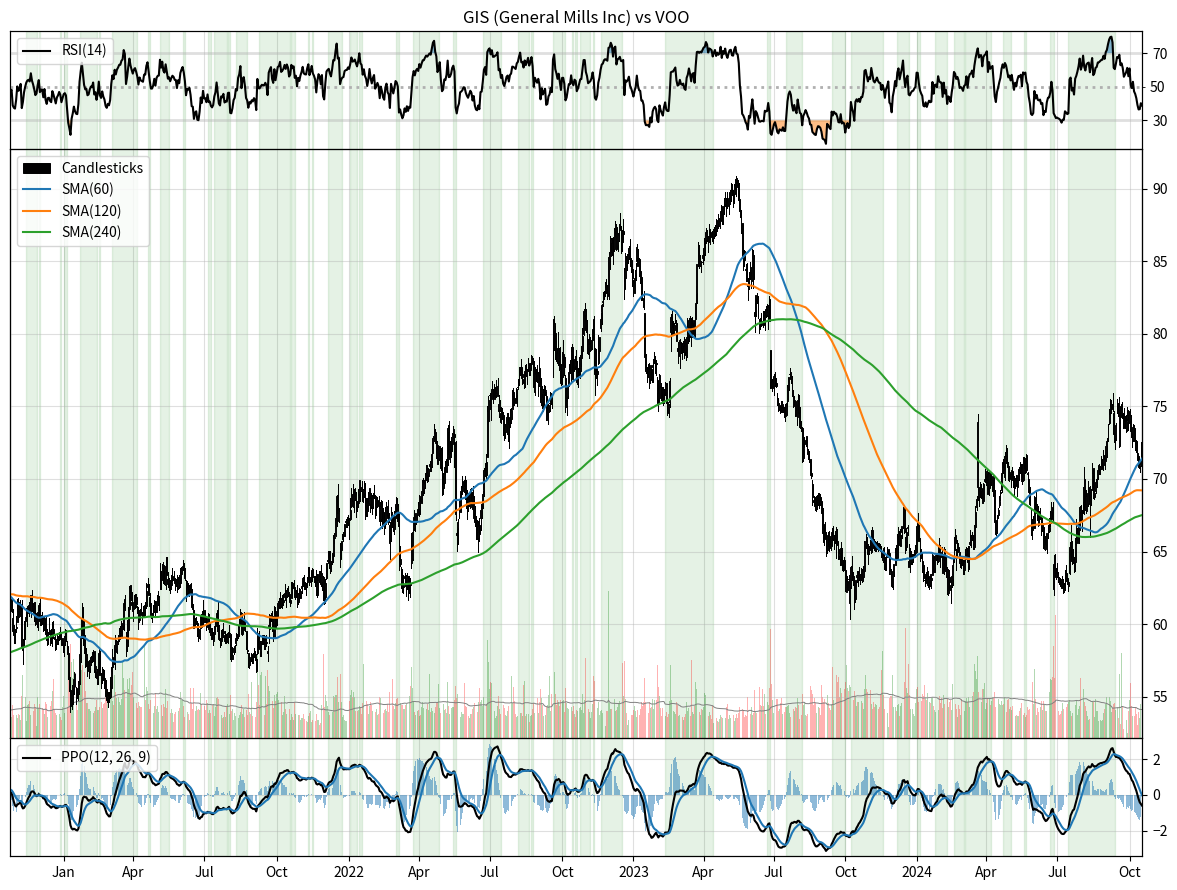 GIS (General Mills Inc) vs VOO
RSI(14)
70
50
30
Candlesticks
SMA(60)
SMA(120)
SMA(240)
90
85
80
75
70
65
60
55
PPO(12, 26, 9)
2
0
−2
Jan Apr Jul Oct 2022 Apr Jul Oct 2023 Apr Jul Oct 2024 Apr Jul Oct